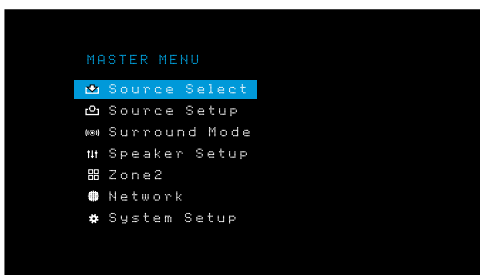 MASTER MENU
Source Select
Source Setup
Surround Mode
Speaker Setup
Zone2
Network
System Setup